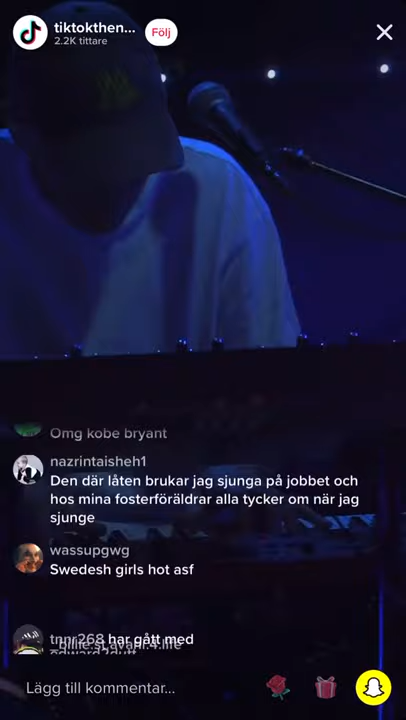 tiktokthen...
2.2K tittare
Följ
Omg kobe bryant
nazrintaisheh1
Den där låten brukar jag sjunga på jobbet och
hos mina fosterföräldrar alla tycker om när jag
sjunge
wassupgwg
Swedesh girls hot asf
tnnr268 har gått med
Lägg till kommentar...